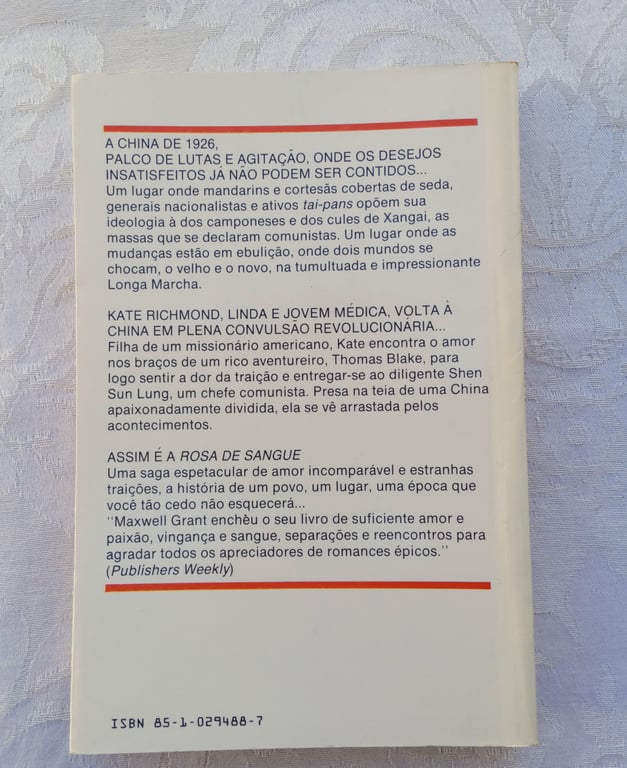 A CHINA DE 1926,
PALCO DE LUTAS E AGITAÇÃO, ONDE OS DESEJOS
INSATISFEITOS JÁ NÃO PODEM SER CONTIDOS...
Um lugar onde mandarins e cortesãs cobertas de seda,
generais nacionalistas e ativos tai-pans opõem sua
ideologia à dos camponeses e dos cules de Xangai, as
massas que se declaram comunistas. Um lugar onde as
mudanças estão em ebulição, onde dois mundos se
chocam, o velho e o novo, na tumultuada e impressionante
Longa Marcha.
KATE RICHMOND, LINDA E JOVEM MÉDICA, VOLTA À
CHINA EM PLENA CONVULSÃO REVOLUCIONÁRIA...
Filha de um missionário americano, Kate encontra o amor
nos braços de um rico aventureiro, Thomas Blake, para
logo sentir a dor da traição e entregar-se ao diligente Shen
Sun Lung, um chefe comunista. Presa na teia de uma China
apaixonadamente dividida, ela se vê arrastada pelos
acontecimentos.
ASSIM É A ROSA DE SANGUE
Uma saga espetacular de amor incomparável e estranhas
traições, a história de um povo, um lugar, uma época que
você tão cedo não esquecerá...
"Maxwell Grant enchèu o seu livro de suficiente amor e
paixão, vingança e sangue, separações e reencontros para
agradar todos os apreciadores de romances épicos."
(Publishers Weekly)
ISBN 85-1-029488-7